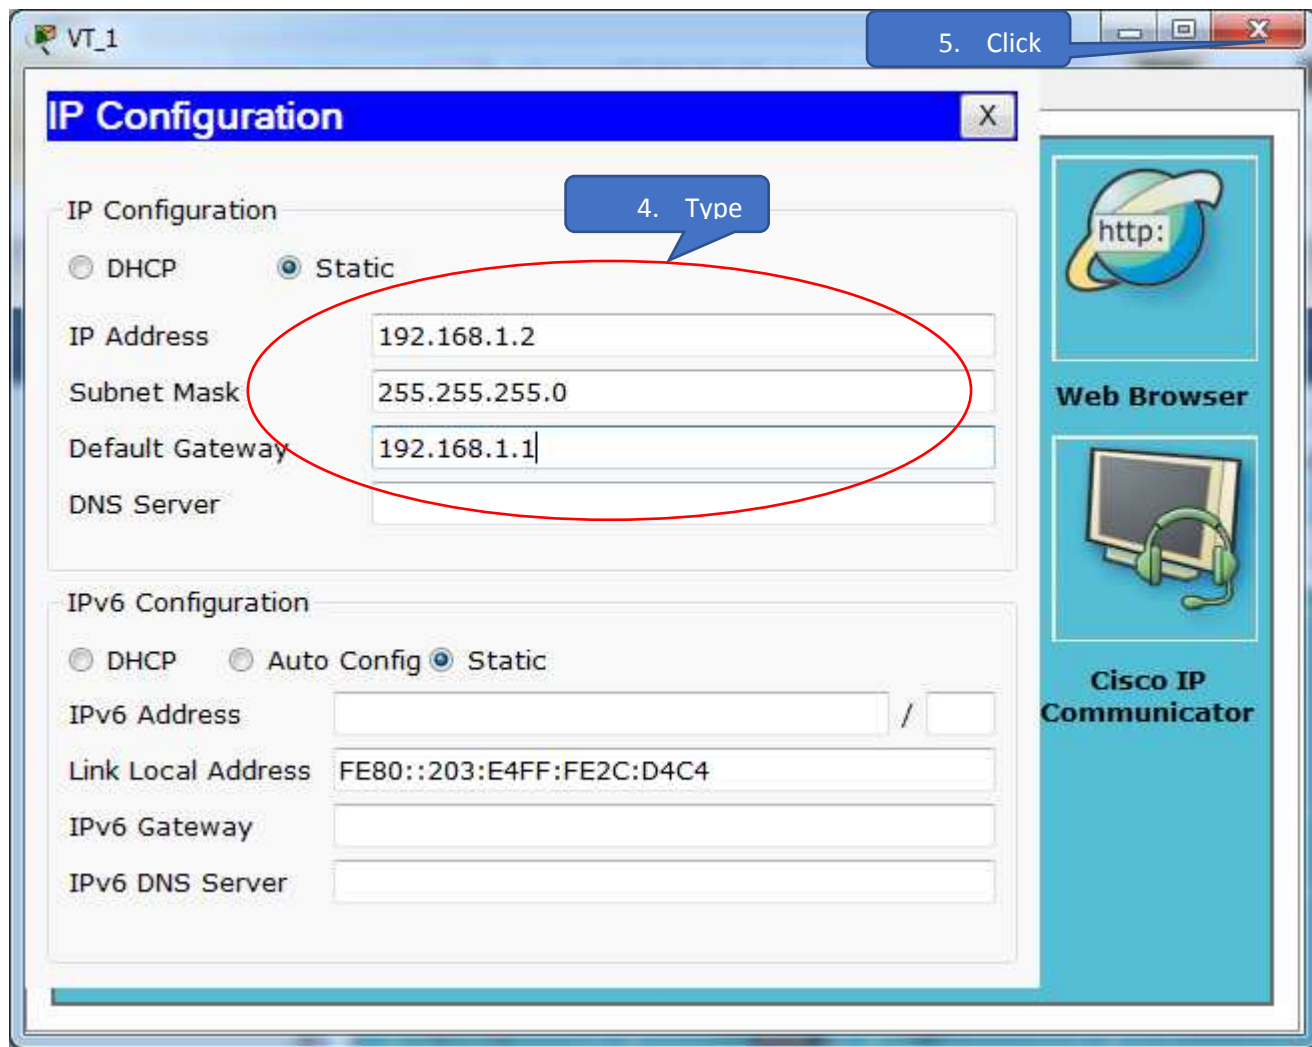 VT_1
5. Click
X
IP Configuration
X
4. Type
IP Configuration
DHCP Static
IP Address 192.168.1.2
Subnet Mask 255.255.255.0
Default Gateway 192.168.1.1
DNS Server
http:
Web Browser
IPv6 Configuration
DHCP Auto Config Static
IPv6 Address /
Link Local Address FE80::203:E4FF:FE2C:D4C4
IPv6 Gateway
IPv6 DNS Server
Cisco IP
Communicator